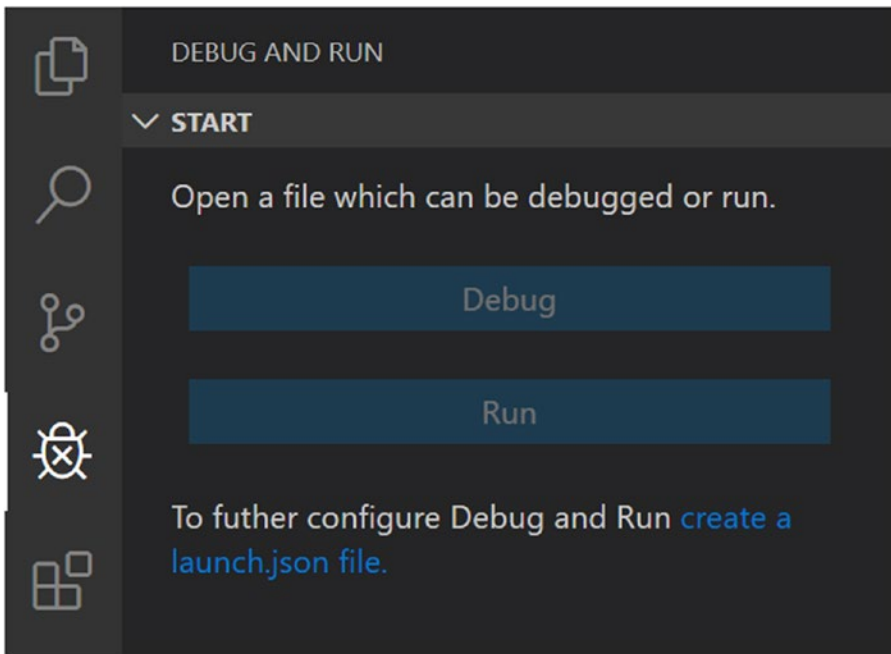 DEBUG AND RUN
START
Open a file which can be debugged or run.
Debug
Run
To futher configure Debug and Run create a
launch.json file.